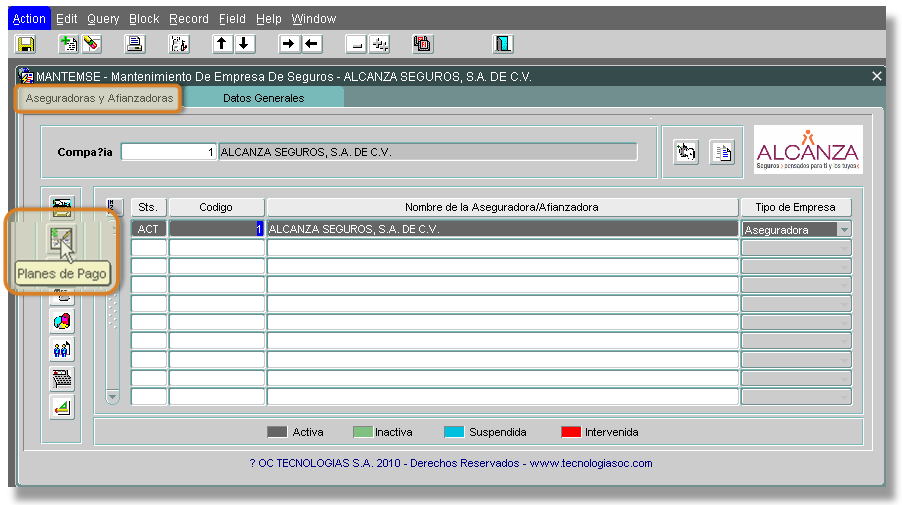 Action Edit Query Block Record Field Help Window
MANTEMSE - Mantenimiento De Empresa De Seguros - ALCANZA SEGUROS, S.A. DE C.V.
Aseguradoras y Afianzadoras Datos Generales
Compa?ia 1 ALCANZA SEGUROS, S.A. DE C.V.
ALCANZA
Seguros pensados para ti y los tuyos
Sts. Codigo Nombre de la Aseguradora/Afianzadora Tipo de Empresa
ACT 1 ALCANZA SEGUROS, S.A. DE C.V. Aseguradora
Planes de Pago
Activa Inactiva Suspendida Intervenida
? OC TECNOLOGIAS S.A. 2010 - Derechos Reservados - www.tecnologiasoc.com